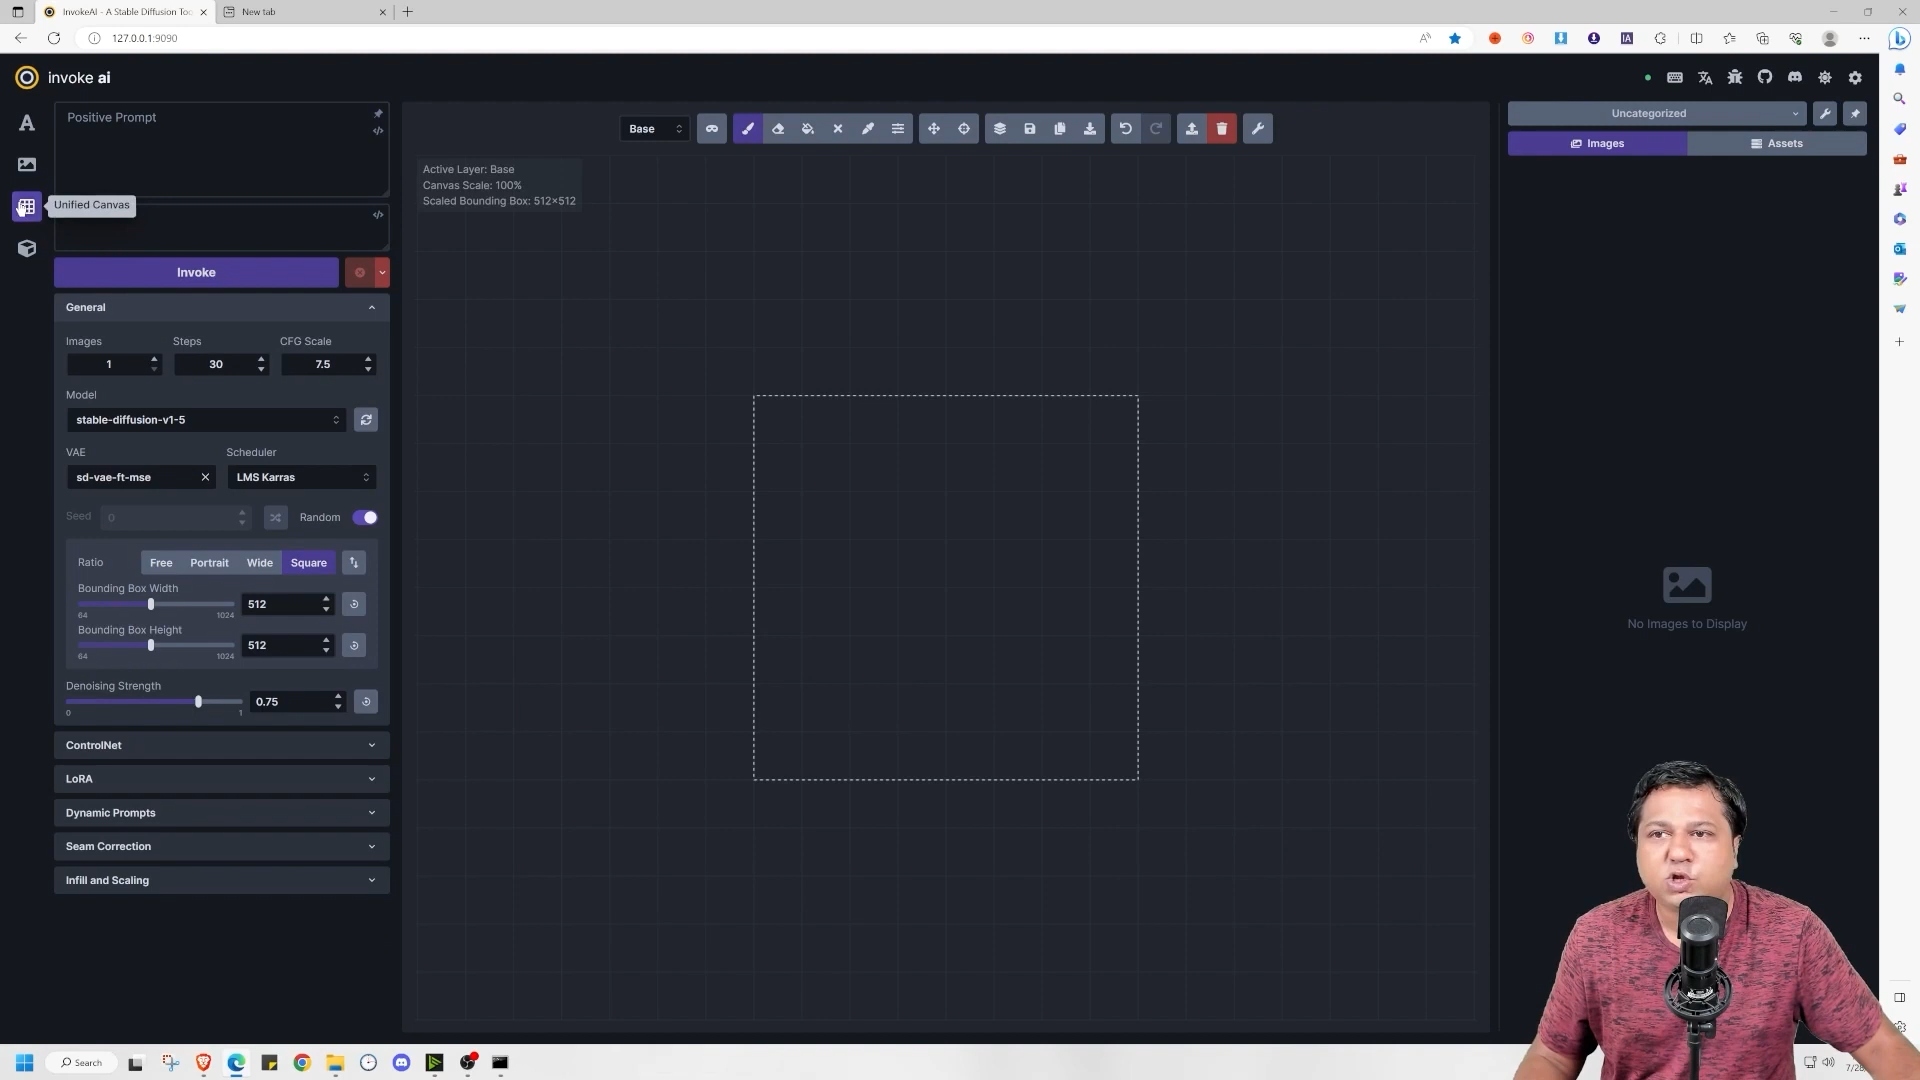 InvokeAI - A Stable Diffusion Too
New tab
127.0.0.1:9090
invoke ai
Positive Prompt
Unified Canvas
Invoke
General
Images
Steps
CFG Scale
1
30
7.5
Model
stable-diffusion-v1-5
VAE
Scheduler
sd-vae-ft-mse
LMS Karras
Seed
0
Random
Ratio
Free
Portrait
Wide
Square
Bounding Box Width
512
64
1024
Bounding Box Height
512
64
1024
Denoising Strength
0.75
0
1
ControlNet
LoRA
Dynamic Prompts
Seam Correction
Infill and Scaling
Base
Active Layer: Base
Canvas Scale: 100%
Scaled Bounding Box: 512×512
Uncategorized
Images
Assets
No Images to Display
Search